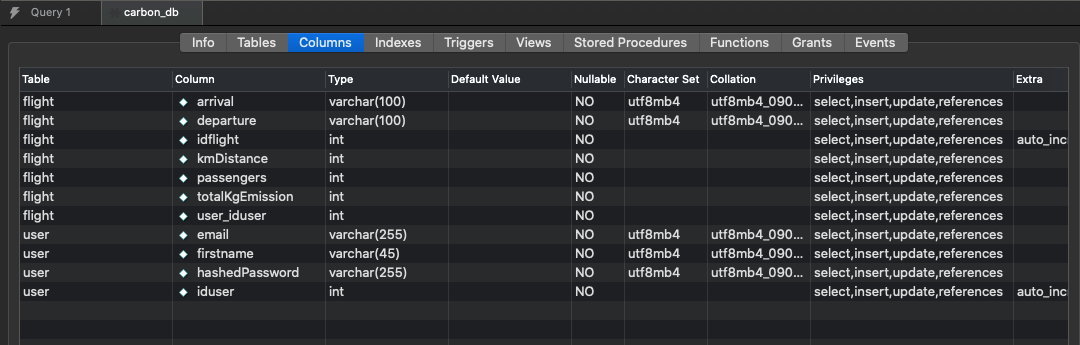 Query 1 carbon_db
Info Tables Columns Indexes Triggers Views Stored Procedures Functions Grants Events
Table Column Type Default Value Nullable Character Set Collation Privileges Extra
flight arrival varchar(100) NO utf8mb4 utf8mb4_090... select,insert,update,references
flight departure varchar(100) NO utf8mb4 utf8mb4_090... select,insert,update,references
flight idflight int NO select,insert,update,references auto_inc
flight kmDistance int NO select,insert,update,references
flight passengers int NO select,insert,update,references
flight totalKgEmission int NO select,insert,update,references
flight user_iduser int NO select,insert,update,references
user email varchar(255) NO utf8mb4 utf8mb4_090... select,insert,update,references
user firstname varchar(45) NO utf8mb4 utf8mb4_090... select,insert,update,references
user hashedPassword varchar(255) NO utf8mb4 utf8mb4_090... select,insert,update,references
user iduser int NO select,insert,update,references auto_inc